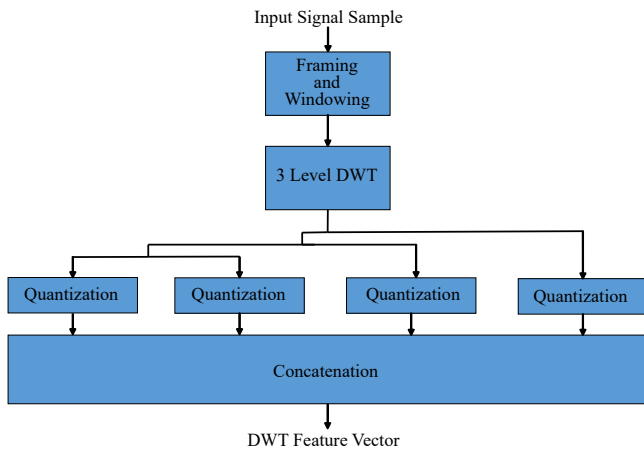 Input Signal Sample
Framing
and
Windowing
3 Level DWT
Quantization
Quantization
Quantization
Quantization
Concatenation
DWT Feature Vector